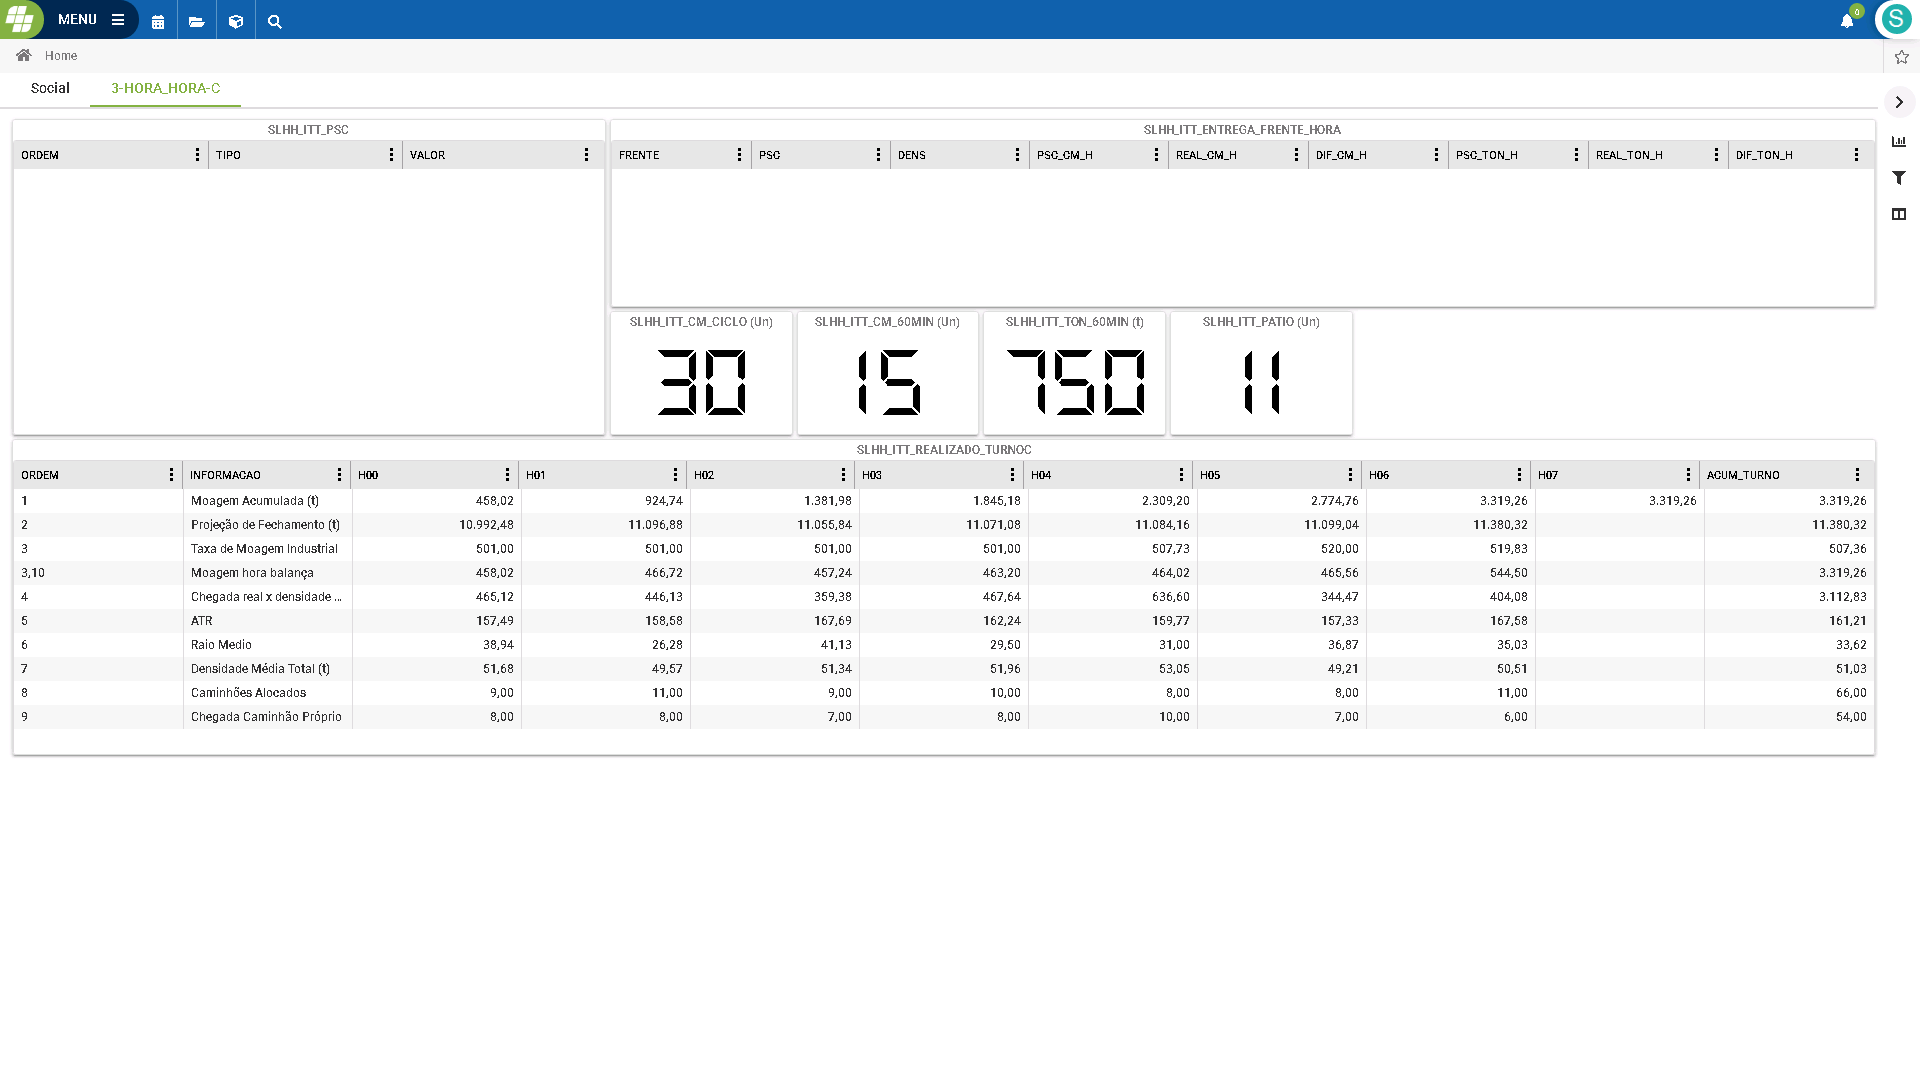 MENU
0
S
Home
Social 3-HORA_HORA-C
SLHH_ITT_PSC
ORDEM TIPO VALOR
SLHH_ITT_ENTREGA_FRENTE_HORA
FRENTE PSC DENS PSC_CM_H REAL_CM_H DIF_CM_H PSC_TON_H REAL_TON_H DIF_TON_H
SLHH_ITT_CM_CICLO (Un)
30
SLHH_ITT_CM_60MIN (Un)
15
SLHH_ITT_TON_60MIN (t)
750
SLHH_ITT_PATIO (Un)
11
SLHH_ITT_REALIZADO_TURNOC
ORDEM INFORMACAO H00 H01 H02 H03 H04 H05 H06 H07 ACUM_TURNO
1 Moagem Acumulada (t) 458,02 924,74 1.381,98 1.845,18 2.309,20 2.774,76 3.319,26 3.319,26 3.319,26
2 Projeção de Fechamento (t) 10.992,48 11.096,88 11.055,84 11.071,08 11.084,16 11.099,04 11.380,32 11.380,32
3 Taxa de Moagem Industrial 501,00 501,00 501,00 501,00 507,73 520,00 519,83 507,36
3,10 Moagem hora balança 458,02 466,72 457,24 463,20 464,02 465,56 544,50 3.319,26
4 Chegada real x densidade ... 465,12 446,13 359,38 467,64 636,60 344,47 404,08 3.112,83
5 ATR 157,49 158,58 167,69 162,24 159,77 157,33 167,58 161,21
6 Raio Medio 38,94 26,28 41,13 29,50 31,00 36,87 35,03 33,62
7 Densidade Média Total (t) 51,68 49,57 51,34 51,96 53,05 49,21 50,51 51,03
8 Caminhões Alocados 9,00 11,00 9,00 10,00 8,00 8,00 11,00 66,00
9 Chegada Caminhão Próprio 8,00 8,00 7,00 8,00 10,00 7,00 6,00 54,00